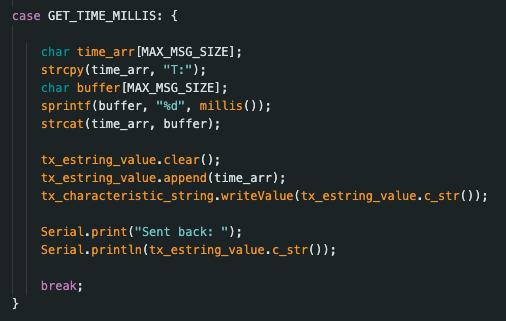 case GET_TIME_MILLIS: {
char time_arr[MAX_MSG_SIZE];
strcpy(time_arr, "T:");
char buffer[MAX_MSG_SIZE];
sprintf(buffer, "%d", millis());
strcat(time_arr, buffer);
tx_estring_value.clear();
tx_estring_value.append(time_arr);
tx_characteristic_string.writeValue(tx_estring_value.c_str());
Serial.print("Sent back: ");
Serial.println(tx_estring_value.c_str());
break;
}